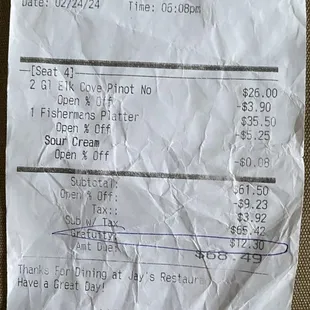 Date: 02/24/24 Time: 06:08pm
[Seat 4]
2 Gl Elk Cove Pinot No $26.00
Open % Off -$3.90
1 Fishermans Platter $35.50
Open % Off -$5.25
Sour Cream
Open % Off -$0.08
Subtotal: $61.50
Open % Off: -$9.23
Tax:: $3.92
Sub w/ Tax $65.42
Gratuity $12.30
Amt Due: $68.49
Thanks For Dining at Jay's Restaur
Have a Great Day!